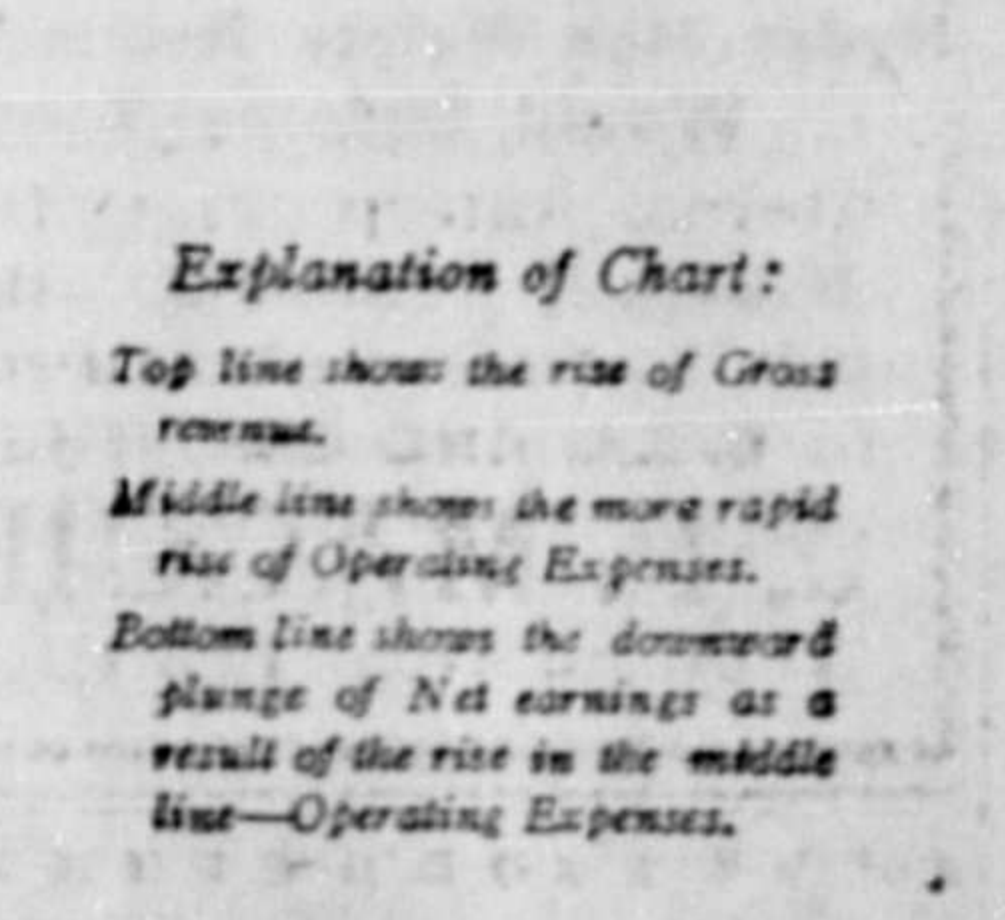 Explanation of Chart:
Top line shows the rise of Gross
revenue.
Middle line shows the more rapid
rise of Operating Expenses.
Bottom line shows the downward
plunge of Net earnings as a
result of the rise in the middle
line—Operating Expenses.